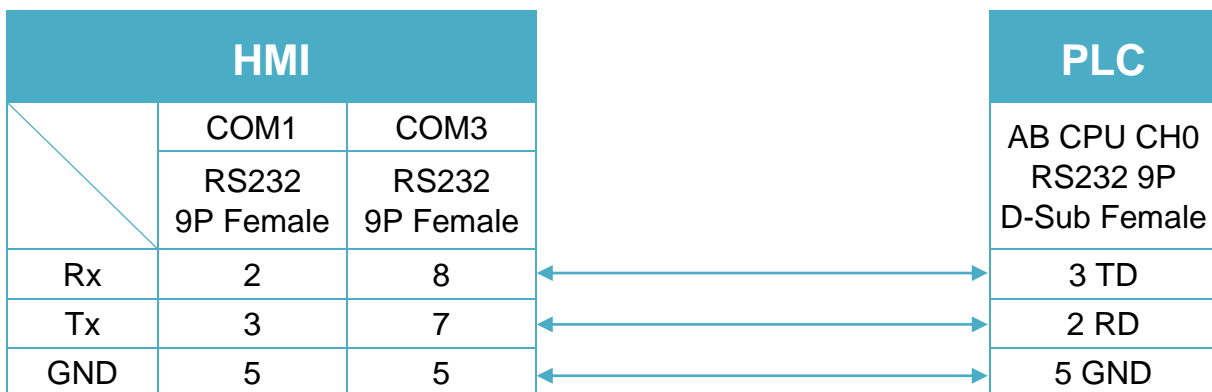 HMI PLC
COM1 COM3
AB CPU CH0
RS232 9P
D-Sub Female
RS232 RS232
9P Female 9P Female
Rx 2 8 3 TD
Tx 3 7 2 RD
GND 5 5 5 GND